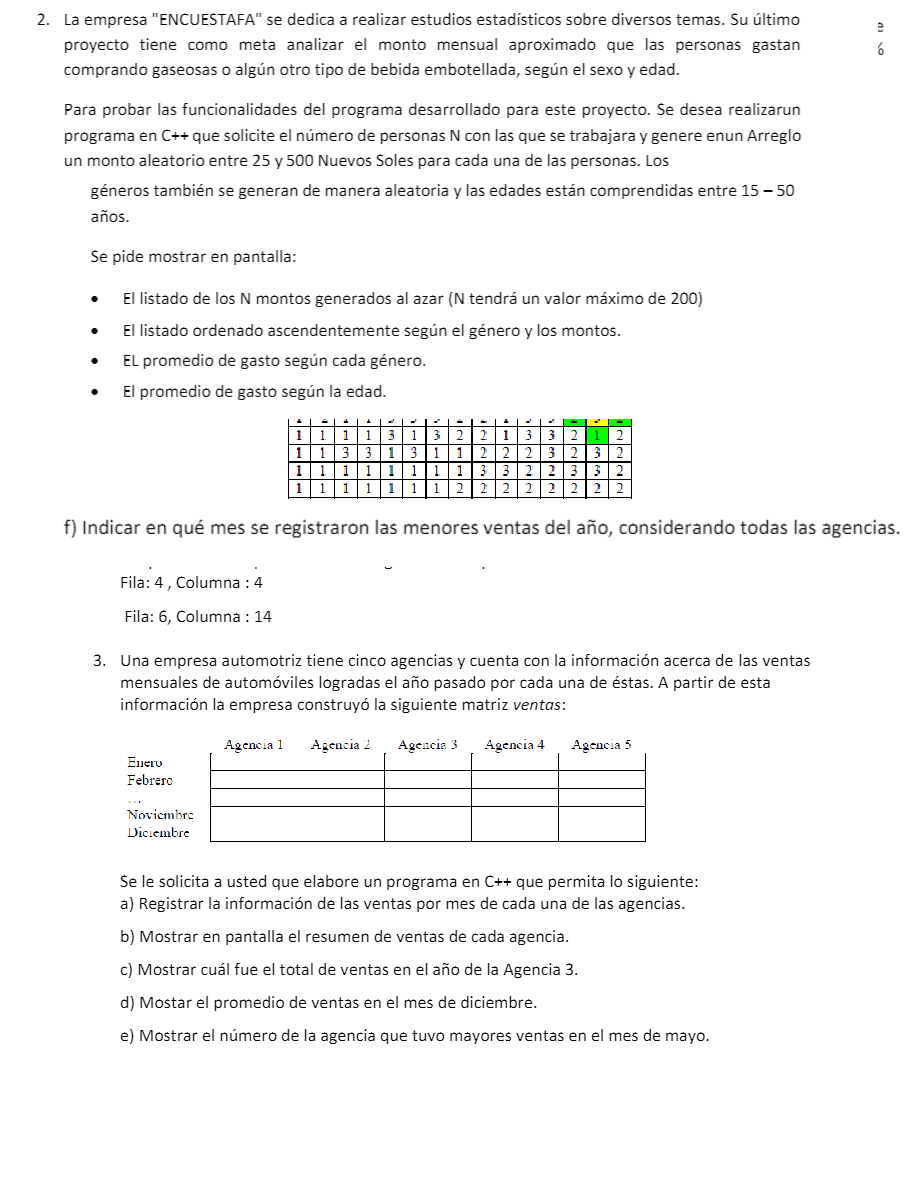 2. La empresa "ENCUESTAFA" se dedica a realizar estudios estadísticos sobre diversos temas. Su último
proyecto tiene como meta analizar el monto mensual aproximado que las personas gastan
comprando gaseosas o algún otro tipo de bebida embotellada, según el sexo y edad.
Para probar las funcionalidades del programa desarrollado para este proyecto. Se desea realizarun
programa en C++ que solicite el número de personas N con las que se trabajara y genere enun Arreglo
un monto aleatorio entre 25 y 500 Nuevos Soles para cada una de las personas. Los
géneros también se generan de manera aleatoria y las edades están comprendidas entre 15 – 50
años.
Se pide mostrar en pantalla:
• El listado de los N montos generados al azar (N tendrá un valor máximo de 200)
• El listado ordenado ascendentemente según el género y los montos.
• EL promedio de gasto según cada género.
• El promedio de gasto según la edad.
1 1 1 1 3 1 3 2 2 1 3 3 2 1 2
1 1 3 3 1 3 1 1 2 2 2 3 2 3 2
1 1 1 1 1 1 1 1 3 3 2 2 3 3 2
1 1 1 1 1 1 1 2 2 2 2 2 2 2 2
f) Indicar en qué mes se registraron las menores ventas del año, considerando todas las agencias.
Fila: 4 , Columna : 4
Fila: 6, Columna : 14
3. Una empresa automotriz tiene cinco agencias y cuenta con la información acerca de las ventas
mensuales de automóviles logradas el año pasado por cada una de éstas. A partir de esta
información la empresa construyó la siguiente matriz ventas:
Agencia 1 Agencia 2 Agencia 3 Agencia 4 Agencia 5
Enero
Febrero
...
Noviembre
Diciembre
Se le solicita a usted que elabore un programa en C++ que permita lo siguiente:
a) Registrar la información de las ventas por mes de cada una de las agencias.
b) Mostrar en pantalla el resumen de ventas de cada agencia.
c) Mostrar cuál fue el total de ventas en el año de la Agencia 3.
d) Mostar el promedio de ventas en el mes de diciembre.
e) Mostrar el número de la agencia que tuvo mayores ventas en el mes de mayo.